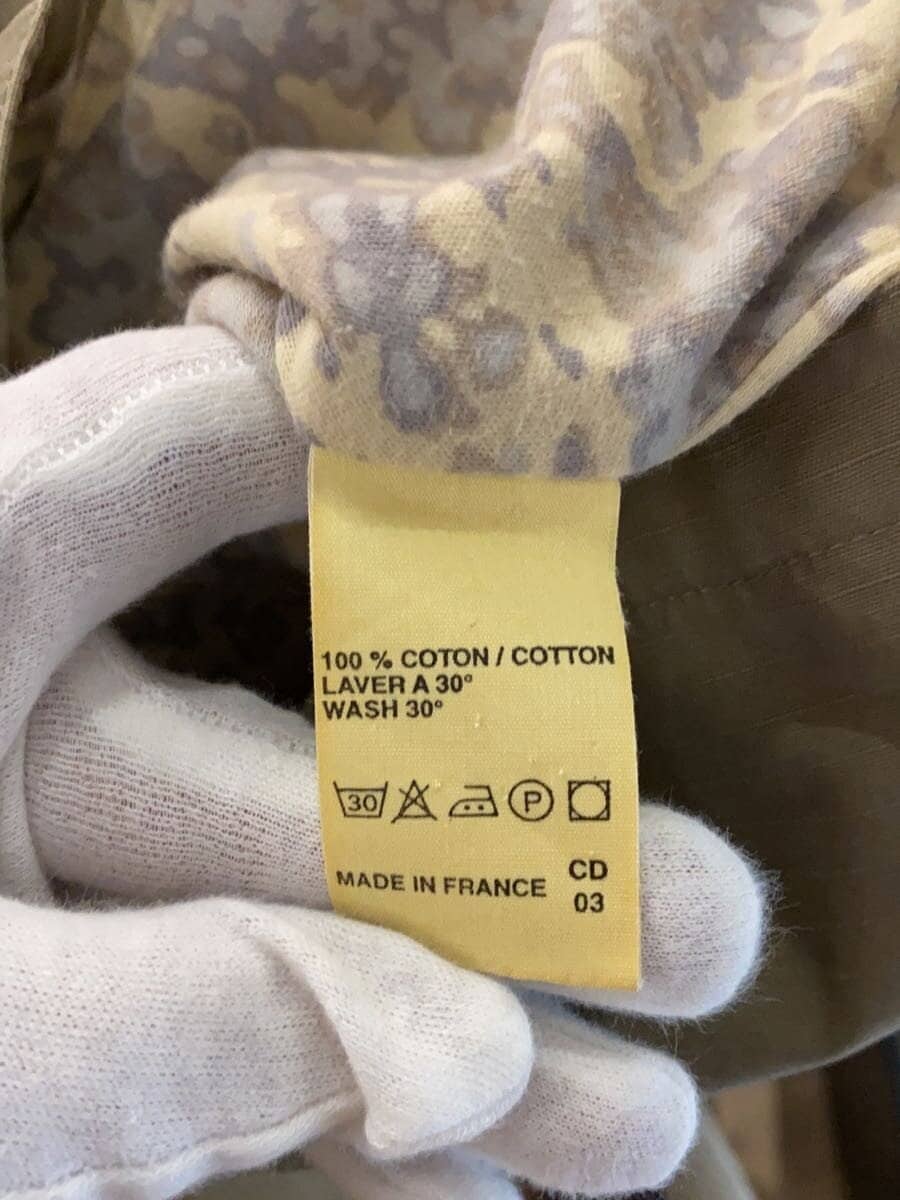 100 % COTON / COTTON
LAVER A 30°
WASH 30°
30 P
MADE IN FRANCE
CD
03